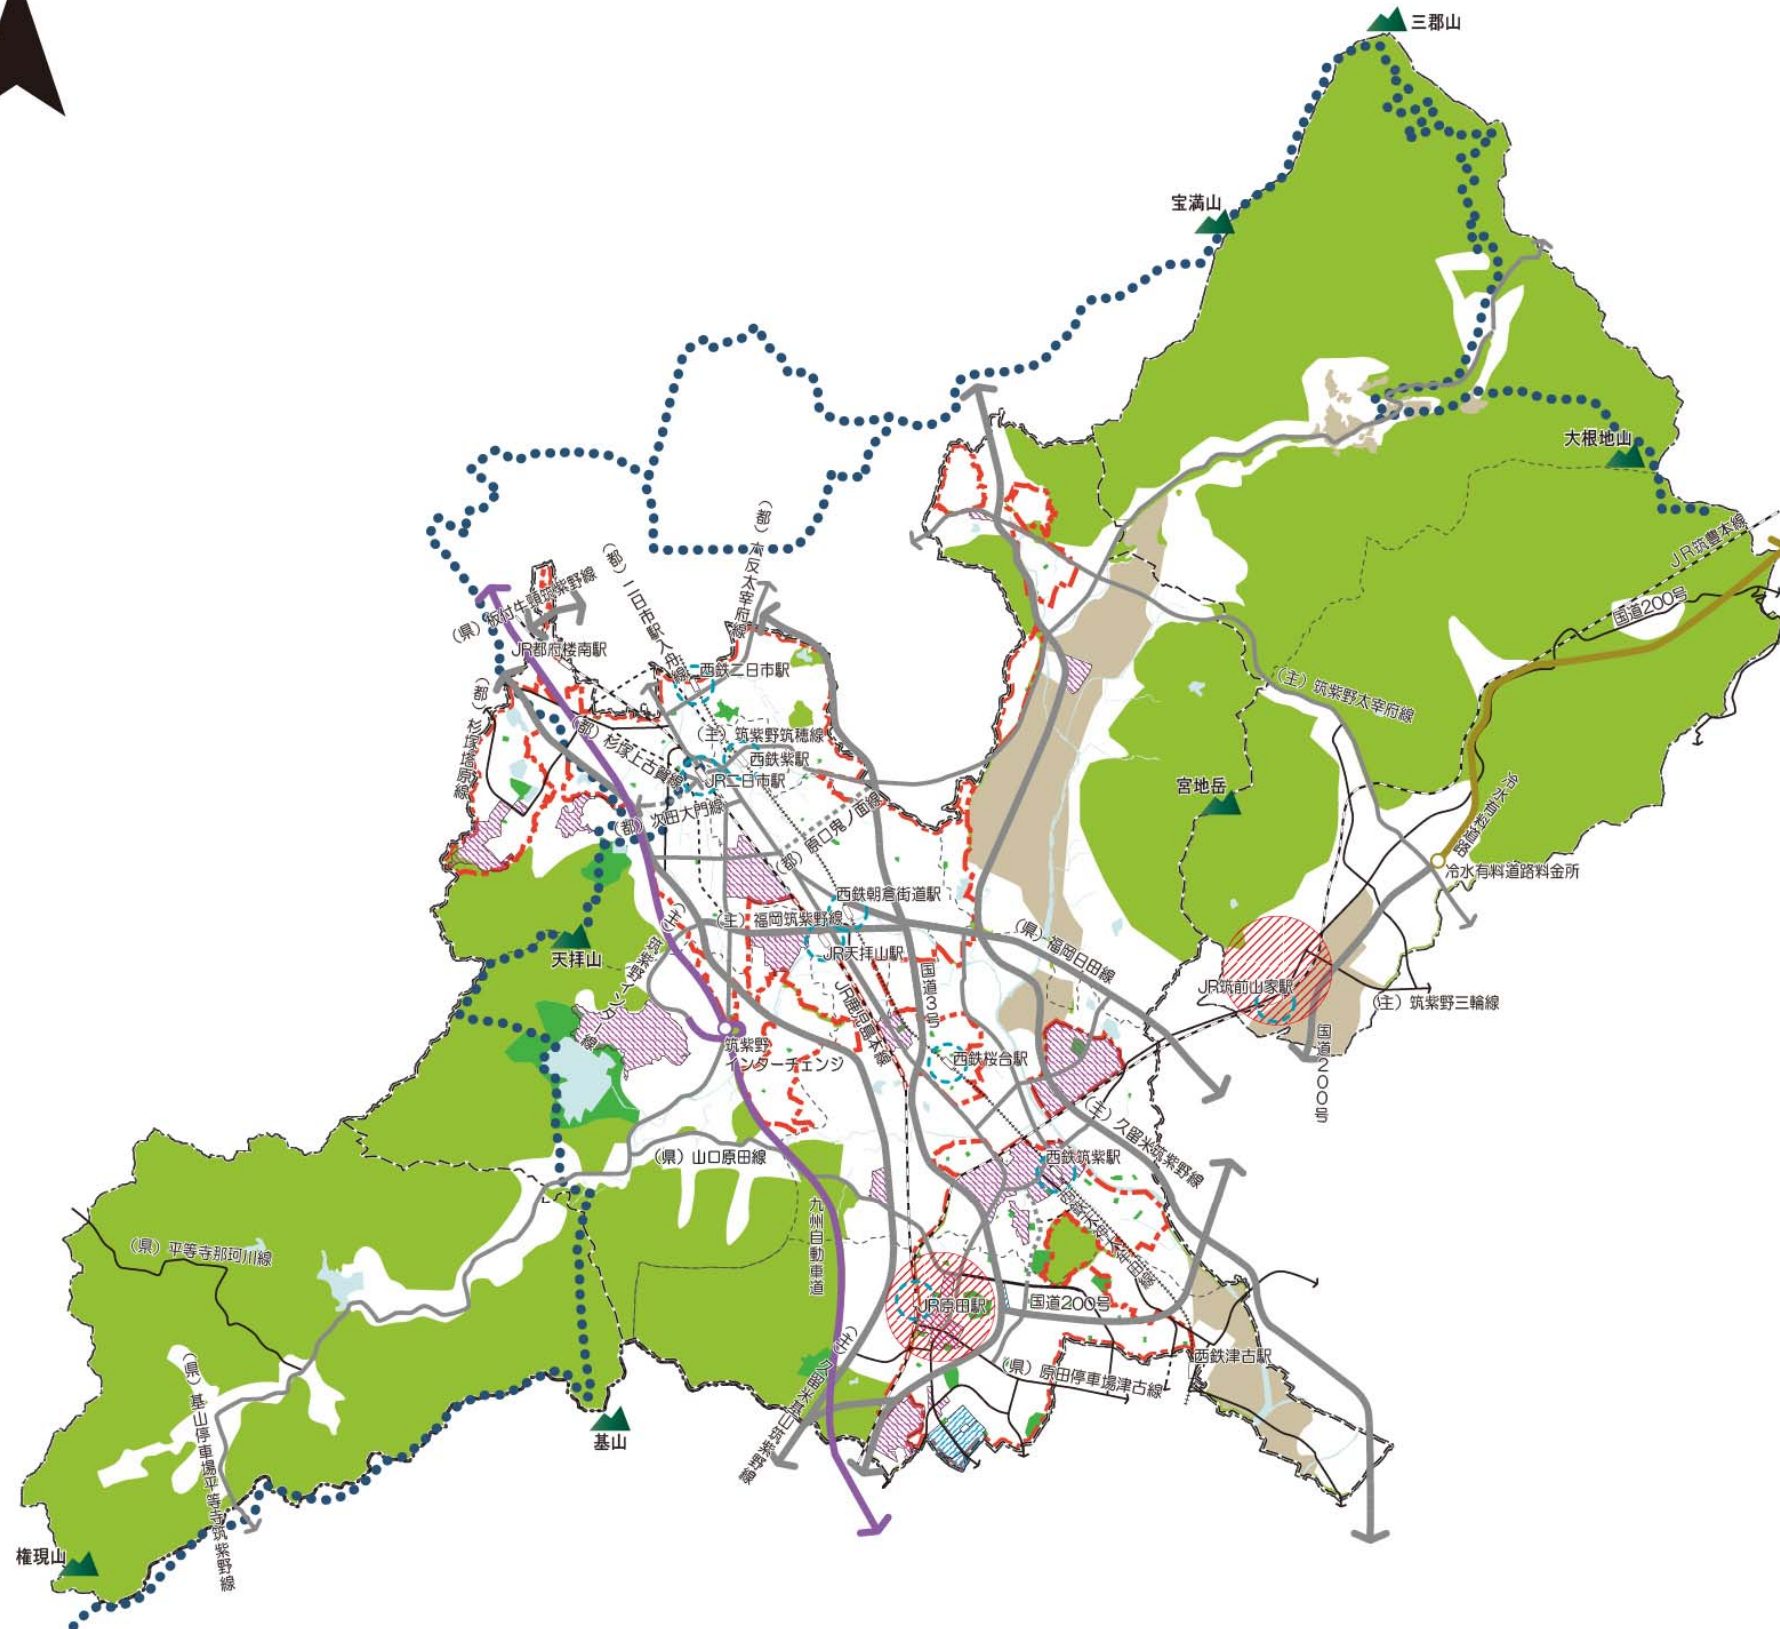 三郡山
宝満山
大根地山
JR筑豊本線
国道200号
(都) 六反太宰府線
(都) 二日市駅入舟線
(県) 板付牛頸筑紫野線
JR都府楼南駅
西鉄二日市駅
(主) 筑紫野太宰府線
(都) 杉塚塔原線
(都) 杉塚上古賀線
(主) 筑紫野筑穂線
西鉄紫駅
JR二日市駅
宮地岳
冷水有料道路
(都) 次田大門線
(都) 原口鬼ノ面線
冷水有料道路料金所
西鉄朝倉街道駅
(主) 福岡筑紫野線
(主) 筑紫野インター線
JR天拝山駅
(県) 福岡日田線
天拝山
国道3号
JR鹿児島本線
JR筑前山家駅
(主) 筑紫野三輪線
国道200号
筑紫野
インターチェンジ
西鉄桜台駅
(主) 久留米筑紫野線
(県) 山口原田線
西鉄筑紫駅
西鉄天神大牟田線
九州自動車道
(県) 平等寺那珂川線
JR原田駅
国道200号
(主) 久留米基山筑紫野線
西鉄津古駅
(県) 原田停車場津古線
(県) 基山停車場平等寺筑紫野線
基山
権現山